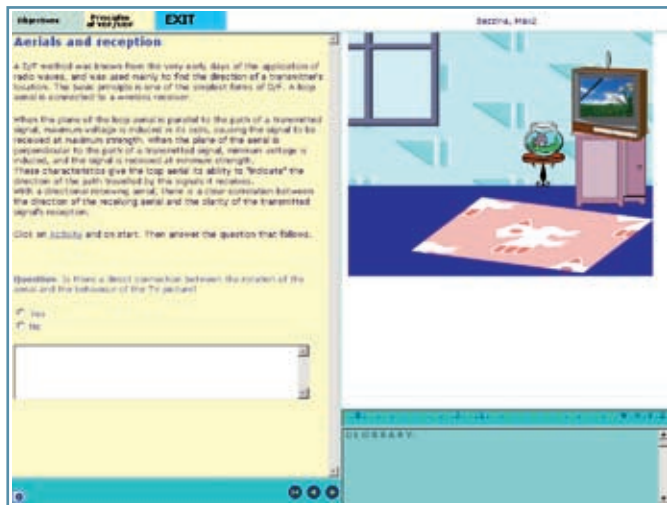 Objectives
Principles of VDF/VOR
EXIT
Bezzina, Max2
Aerials and reception
A D/F method was known from the very early days of the application of
radio waves, and was used mainly to find the direction of a transmitter's
location. The basic principle is one of the simplest forms of D/F. A loop
aerial is connected to a wireless receiver.
When the plane of the loop aerial is parallel to the path of a transmitted
signal, maximum voltage is induced in its coils, causing the signal to be
received at maximum strength. When the plane of the aerial is
perpendicular to the path of a transmitted signal, minimum voltage is
induced, and the signal is received at minimum strength.
These characteristics give the loop aerial its ability to "indicate" the
direction of the path travelled by the signals it receives.
With a directional receiving aerial, there is a clear correlation between
the direction of the receiving aerial and the clarity of the transmitted
signal's reception.
Click on Activity and on start. Then answer the question that follows.
Question: Is there a direct connection between the rotation of the
aerial and the behaviour of the TV picture?
Yes
No
GLOSSARY: